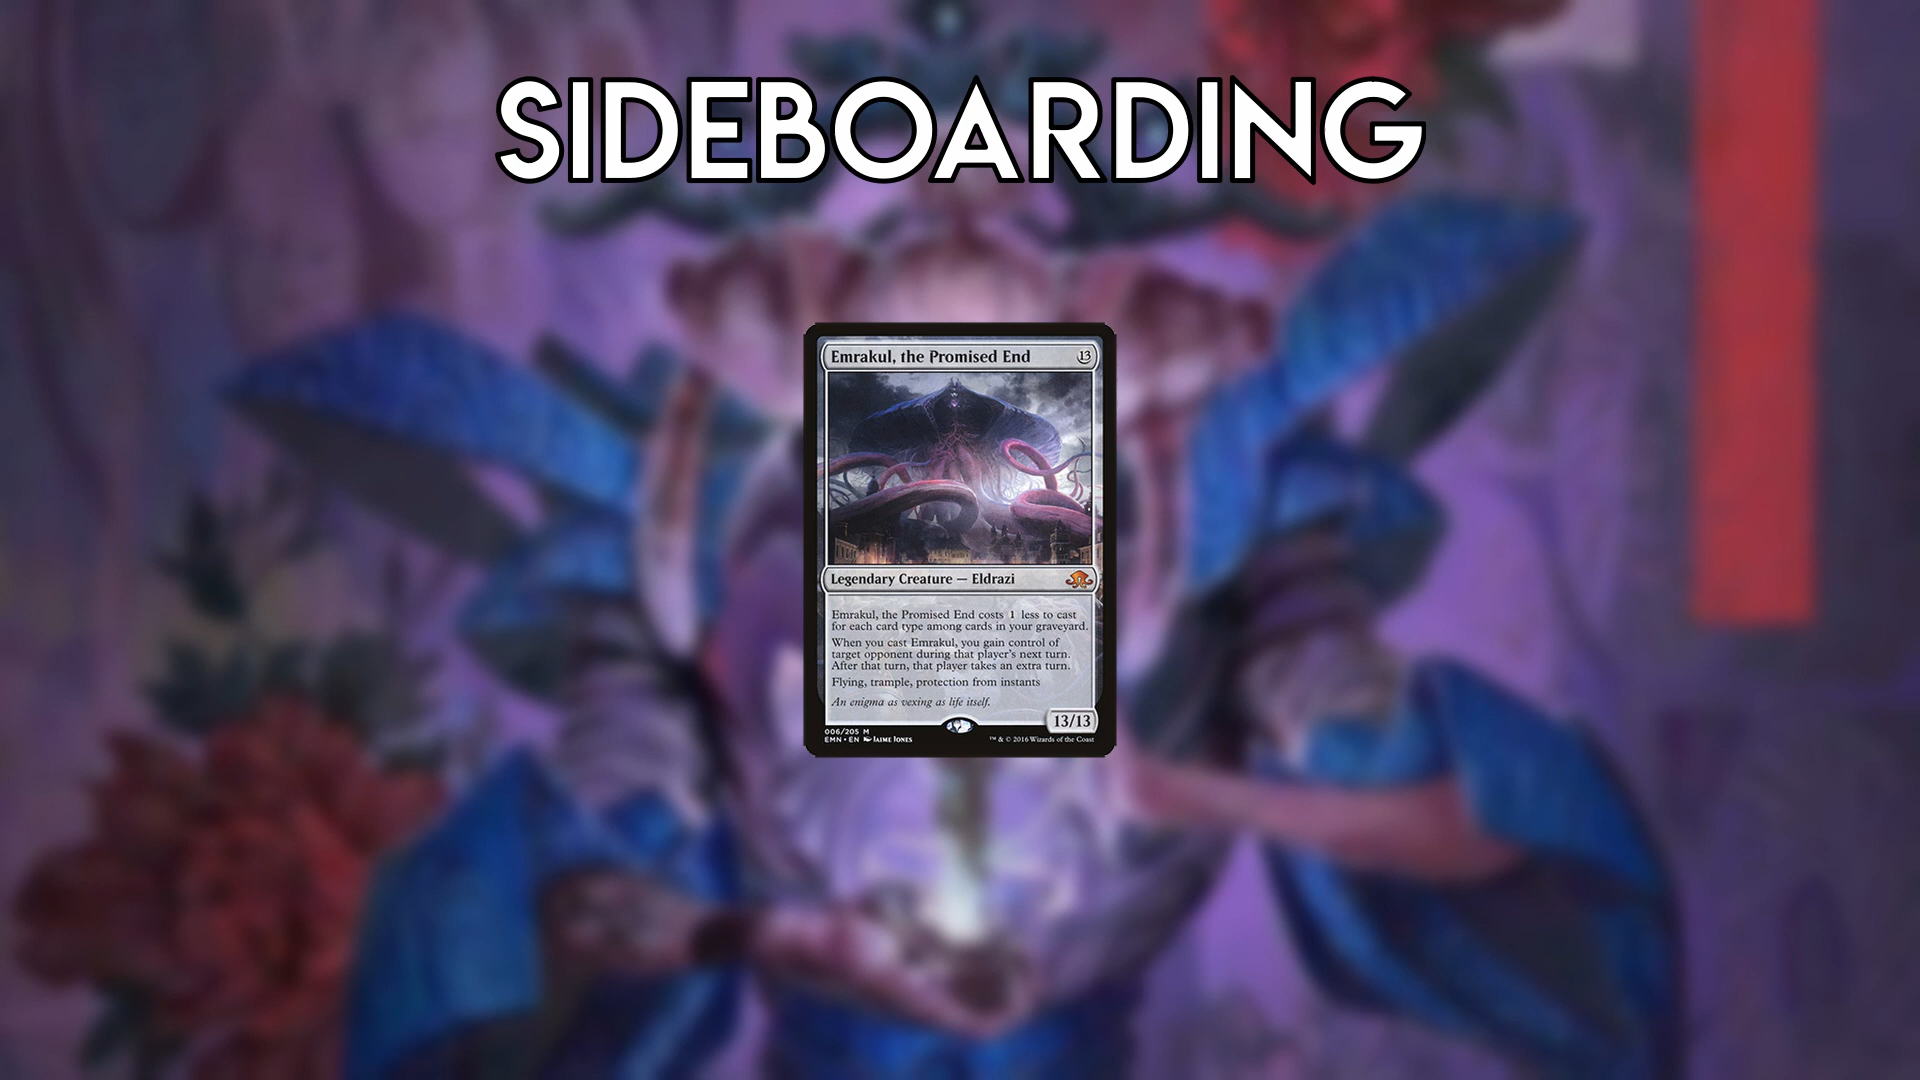 SIDEBOARDING
Emrakul, the Promised End 13
Legendary Creature — Eldrazi
Emrakul, the Promised End costs 1 less to cast
for each card type among cards in your graveyard.
When you cast Emrakul, you gain control of
target opponent during that player's next turn.
After that turn, that player takes an extra turn.
Flying, trample, protection from instants
An enigma as vexing as life itself.
13/13
006/205 M
EMN • EN JAIME JONES
™ & © 2016 Wizards of the Coast